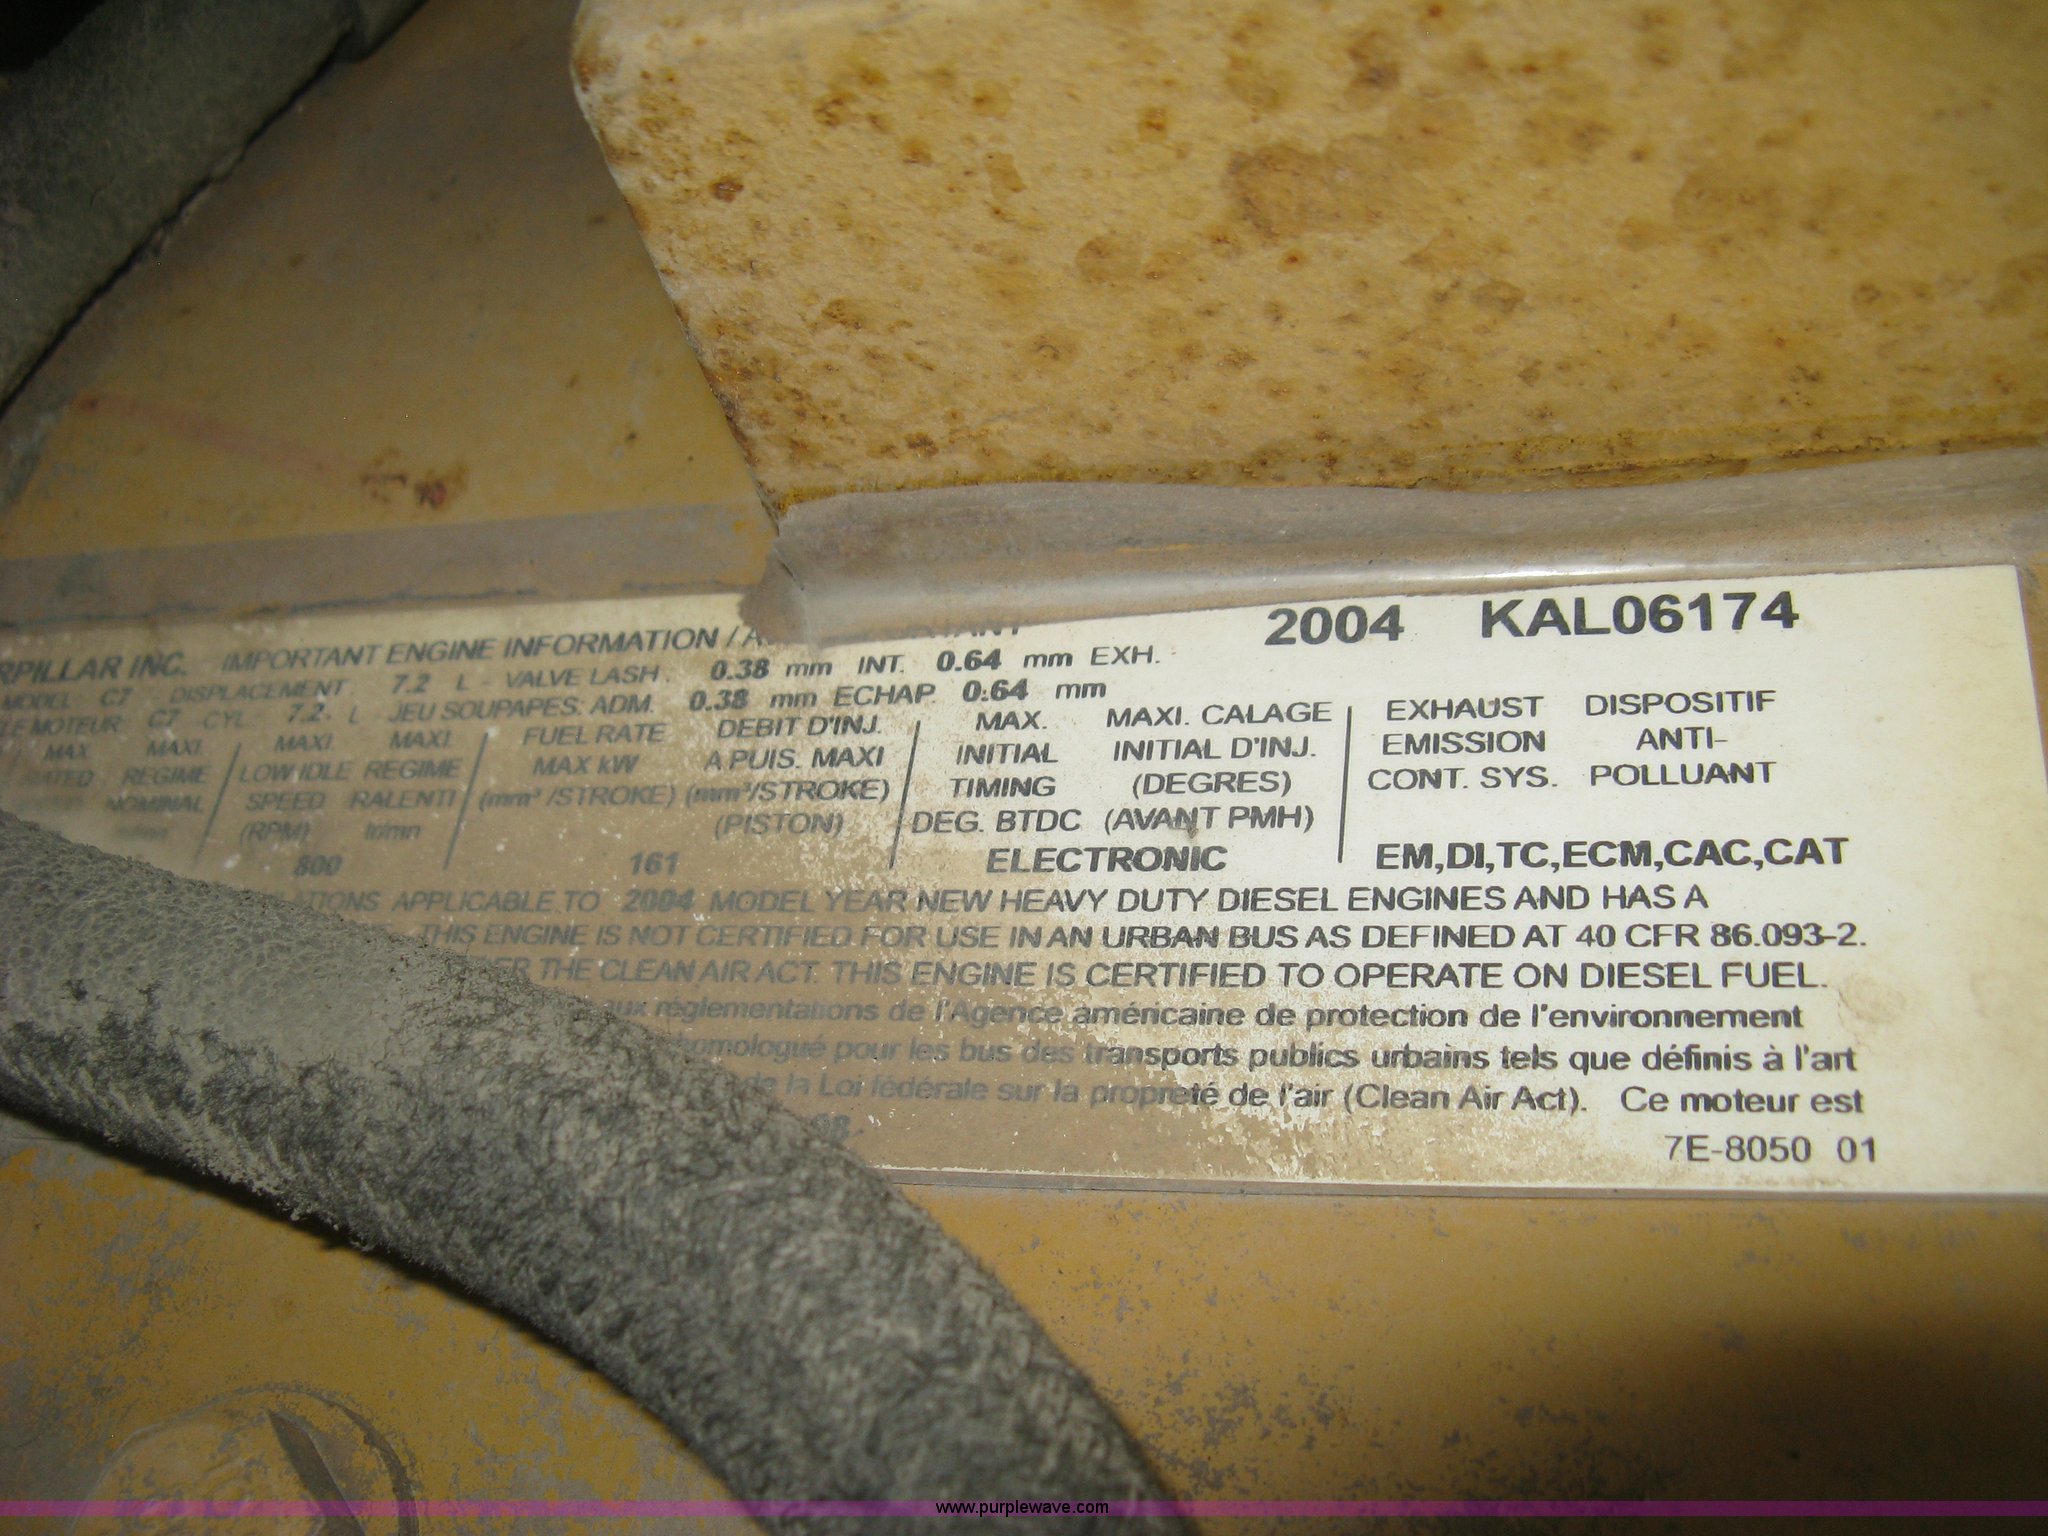 2004 KAL06174
RPILLAR INC. IMPORTANT ENGINE INFORMATION /
MODEL: C7 - DISPLACEMENT: 7.2 L - VALVE LASH: 0.38 mm INT. 0.64 mm EXH.
LE MOTEUR: C7 CYL: 7.2 L JEU SOUPAPES: ADM. 0.38 mm ECHAP. 0.64 mm
MAX MAXI. MAXI. MAXI. FUEL RATE DEBIT D'INJ. MAX. MAXI. CALAGE EXHAUST DISPOSITIF
RATED REGIME LOW IDLE REGIME MAX kW A PUIS. MAXI INITIAL INITIAL D'INJ. EMISSION ANTI-
NOMINAL SPEED RALENTI (mm³/STROKE) (mm³/STROKE) TIMING (DEGRES) CONT. SYS. POLLUANT
(RPM) tr/mn (PISTON) DEG. BTDC (AVANT PMH)
800 161 ELECTRONIC EM,DI,TC,ECM,CAC,CAT
APPLICABLE TO 2004 MODEL YEAR NEW HEAVY DUTY DIESEL ENGINES AND HAS A
THIS ENGINE IS NOT CERTIFIED FOR USE IN AN URBAN BUS AS DEFINED AT 40 CFR 86.093-2.
THE CLEAN AIR ACT. THIS ENGINE IS CERTIFIED TO OPERATE ON DIESEL FUEL.
aux réglementations de l'Agence américaine de protection de l'environnement
homologué pour les bus des transports publics urbains tels que définis à l'art
de la Loi fédérale sur la propreté de l'air (Clean Air Act). Ce moteur est
7E-8050 01
www.purplewave.com